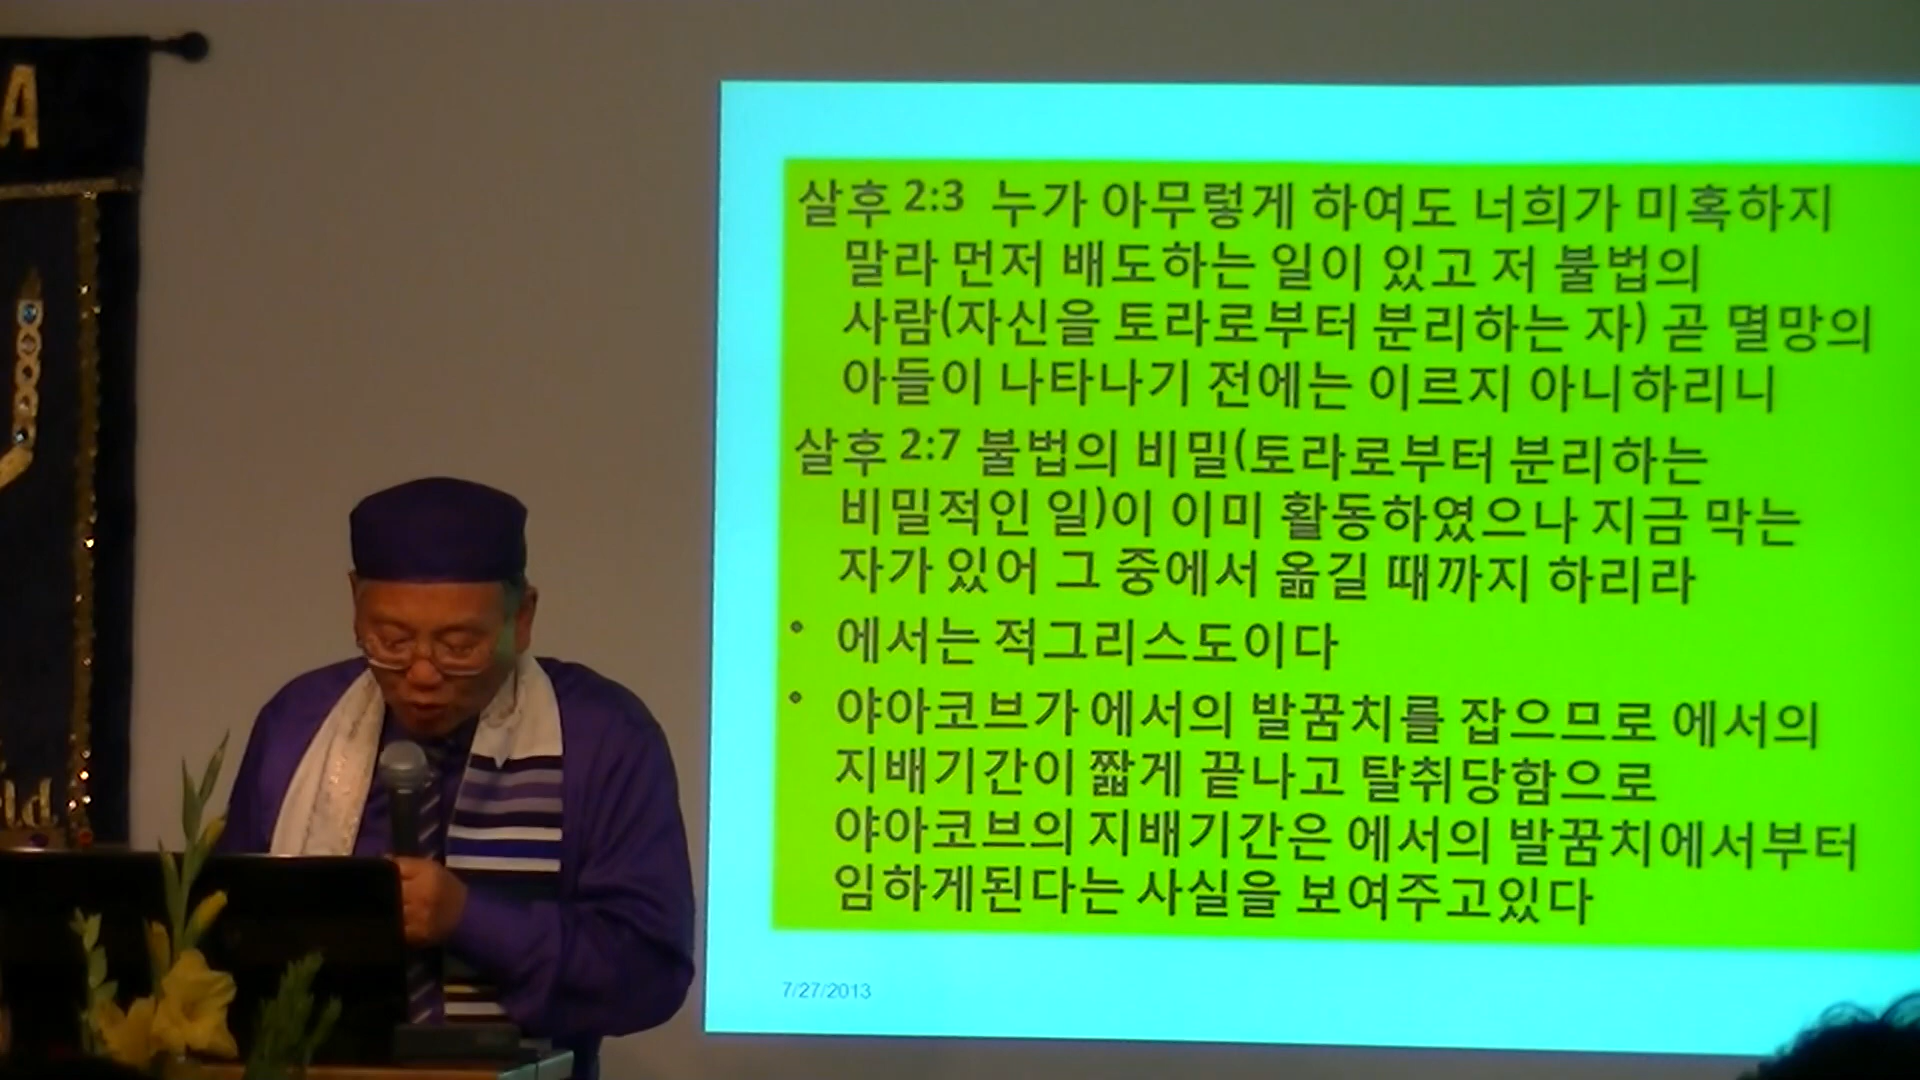 A
ld
살후 2:3 누가 아무렇게 하여도 너희가 미혹하지
말라 먼저 배도하는 일이 있고 저 불법의
사람(자신을 토라로부터 분리하는 자) 곧 멸망의
아들이 나타나기 전에는 이르지 아니하리니
살후 2:7 불법의 비밀(토라로부터 분리하는
비밀적인 일)이 이미 활동하였으나 지금 막는
자가 있어 그 중에서 옮길 때까지 하리라
• 에서는 적그리스도이다
• 야아코브가 에서의 발꿈치를 잡으므로 에서의
지배기간이 짧게 끝나고 탈취당함으로
야아코브의 지배기간은 에서의 발꿈치에서부터
임하게된다는 사실을 보여주고있다
7/27/2013